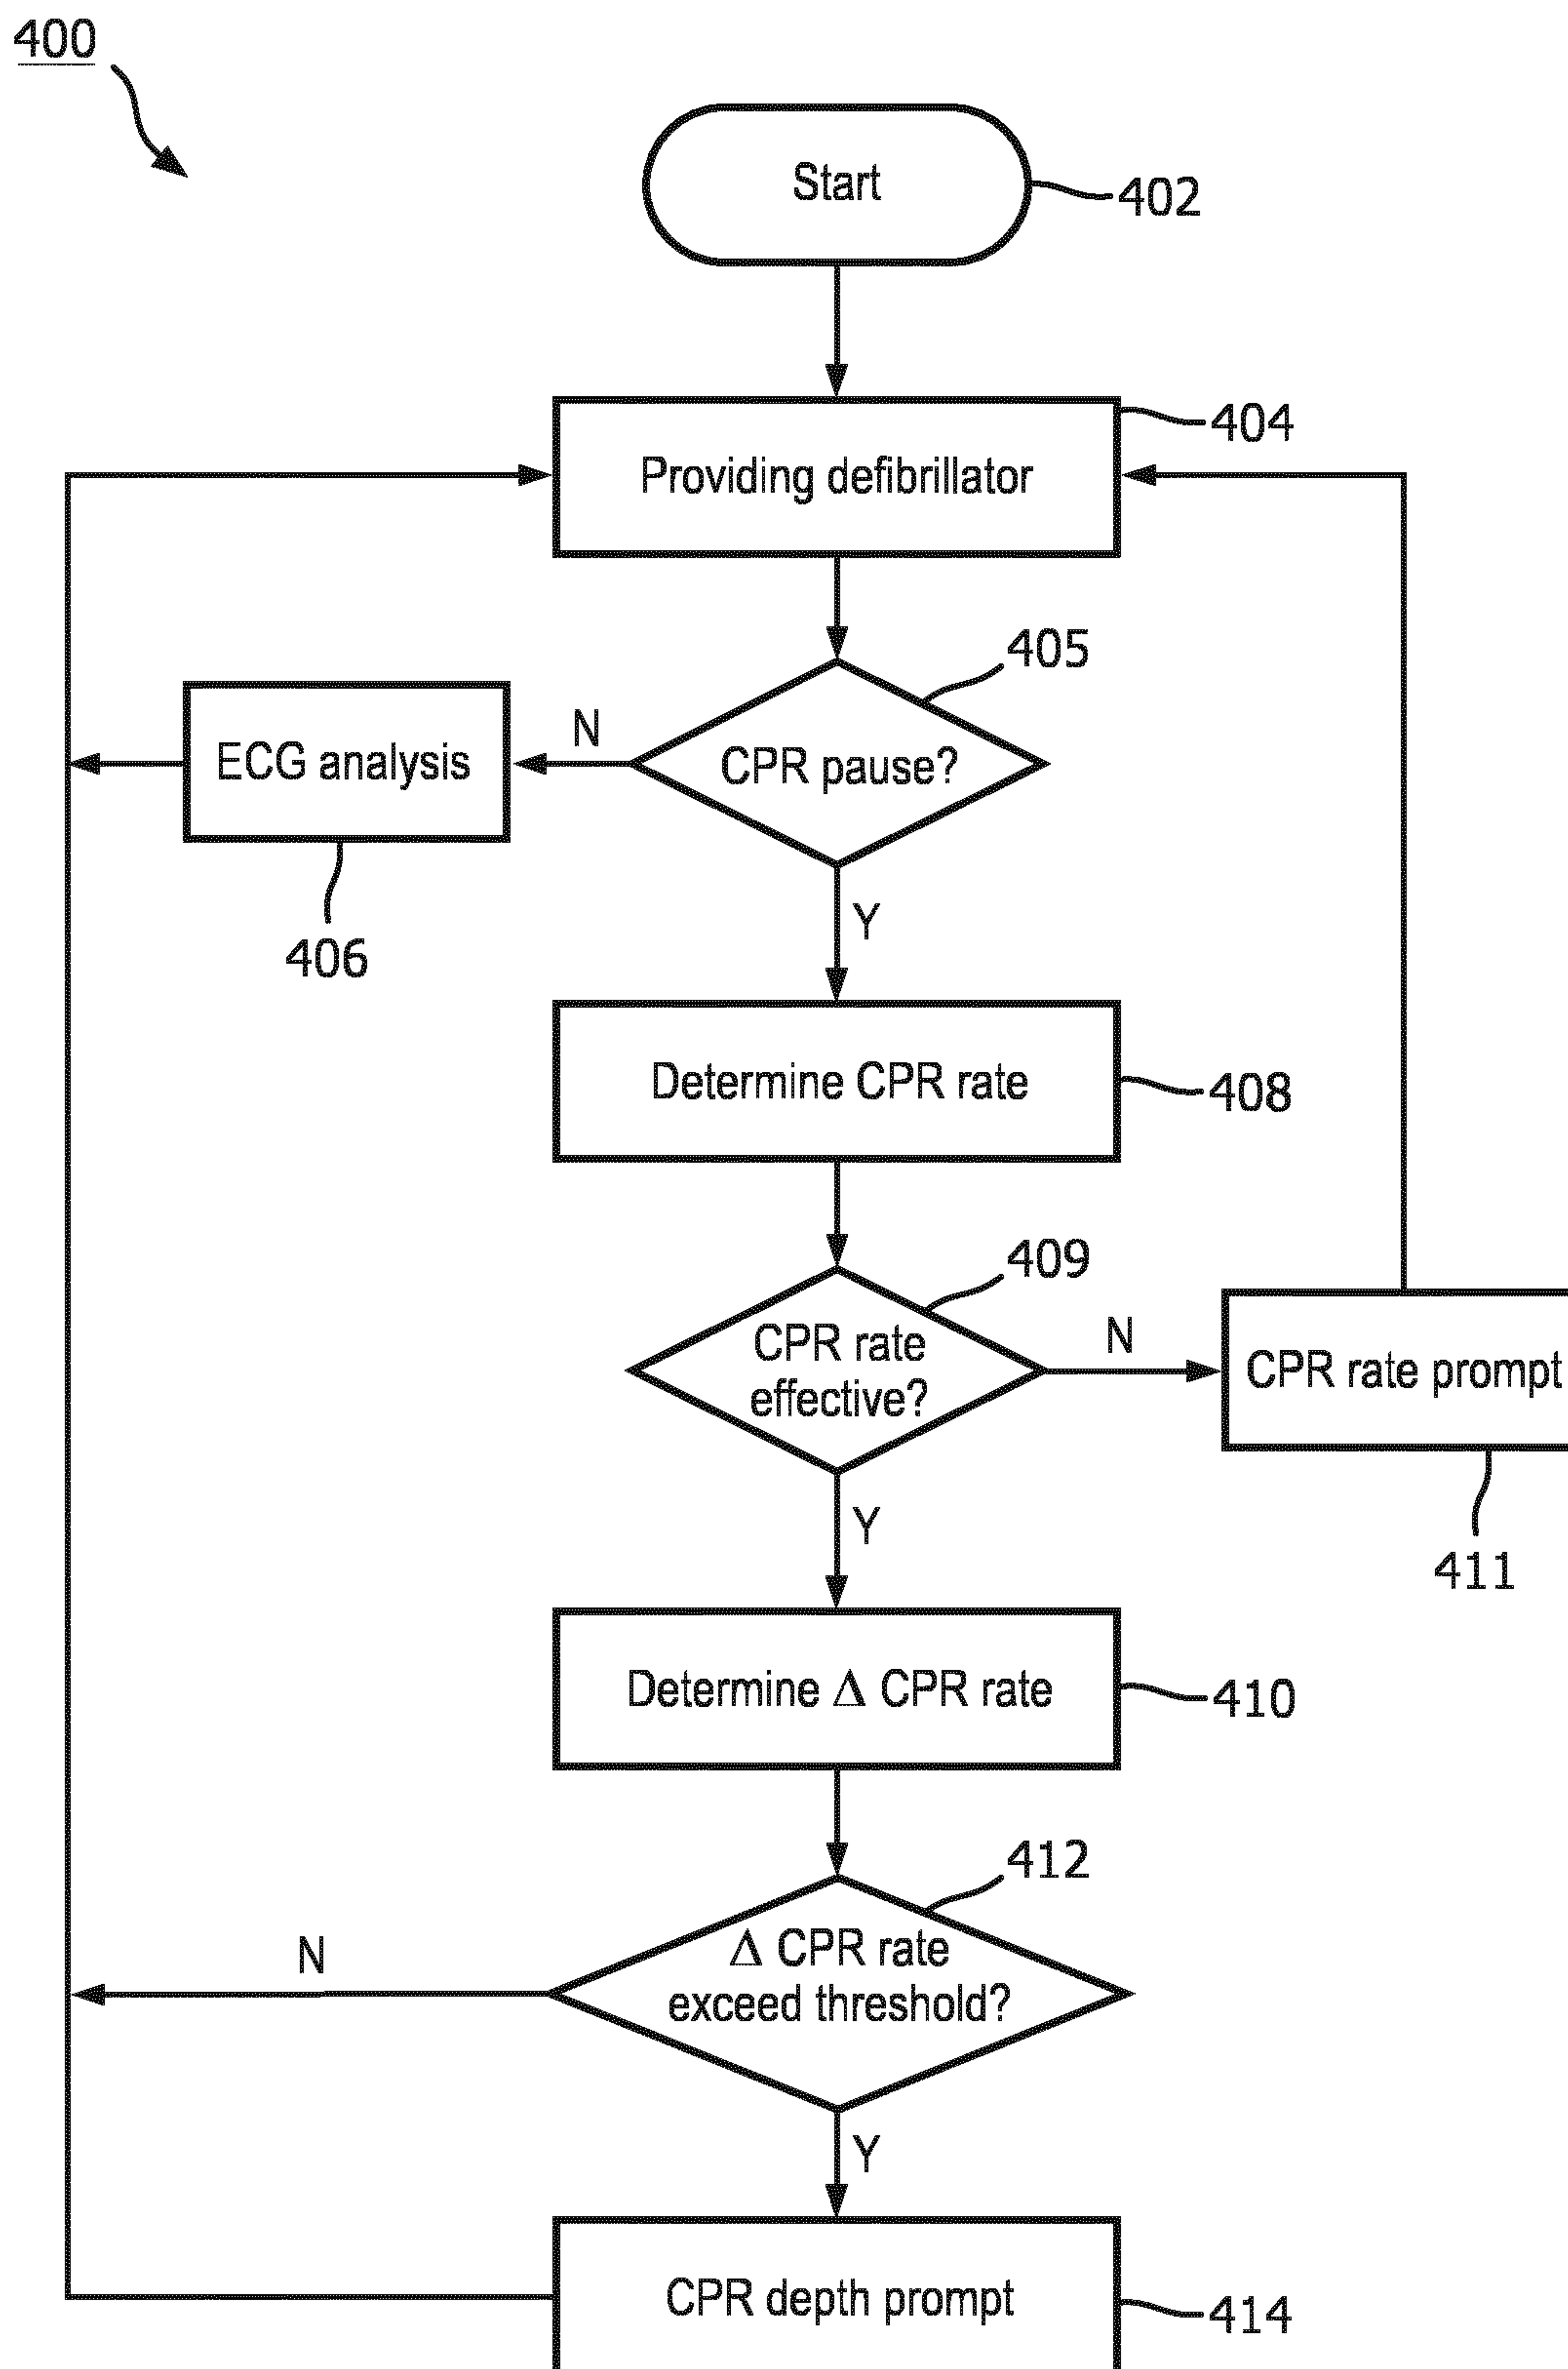 400
Start
402
Providing defibrillator
404
405
CPR pause?
N
ECG analysis
406
Y
Determine CPR rate
408
409
CPR rate
effective?
N
CPR rate prompt
411
Y
Determine Δ CPR rate
410
412
Δ CPR rate
exceed threshold?
N
Y
CPR depth prompt
414